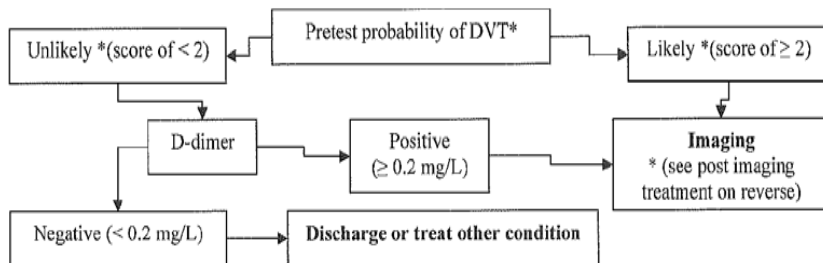 Pretest probability of DVT*
Unlikely *(score of < 2)
Likely *(score of ≥ 2)
D-dimer
Positive
(≥ 0.2 mg/L)
Imaging
* (see post imaging
treatment on reverse)
Negative (< 0.2 mg/L)
Discharge or treat other condition